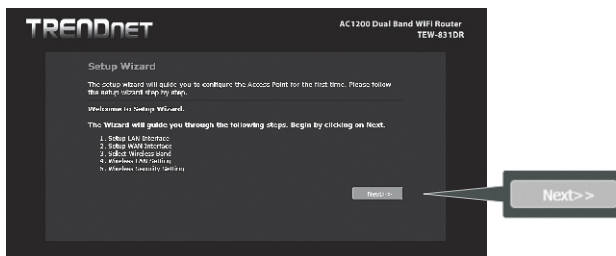 TRENDNET
AC1200 Dual Band WiFi Router
TEW-831DR
Setup Wizard
The setup wizard will guide you to configure the Access Point for the first time. Please follow
the setup wizard step by step.
Welcome to Setup Wizard.
The Wizard will guide you through the following steps. Begin by clicking on Next.
1. Setup LAN Interface
2. Setup WAN Interface
3. Select Wireless Band
4. Wireless LAN Setting
5. Wireless Security Setting
Next>>
Next>>